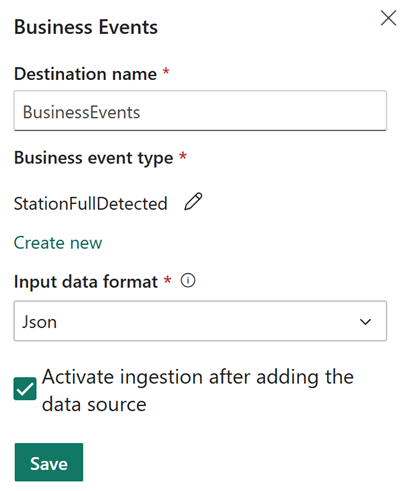 Business Events
Destination name *
BusinessEvents
Business event type *
StationFullDetected
Create new
Input data format *
Json
Activate ingestion after adding the
data source
Save